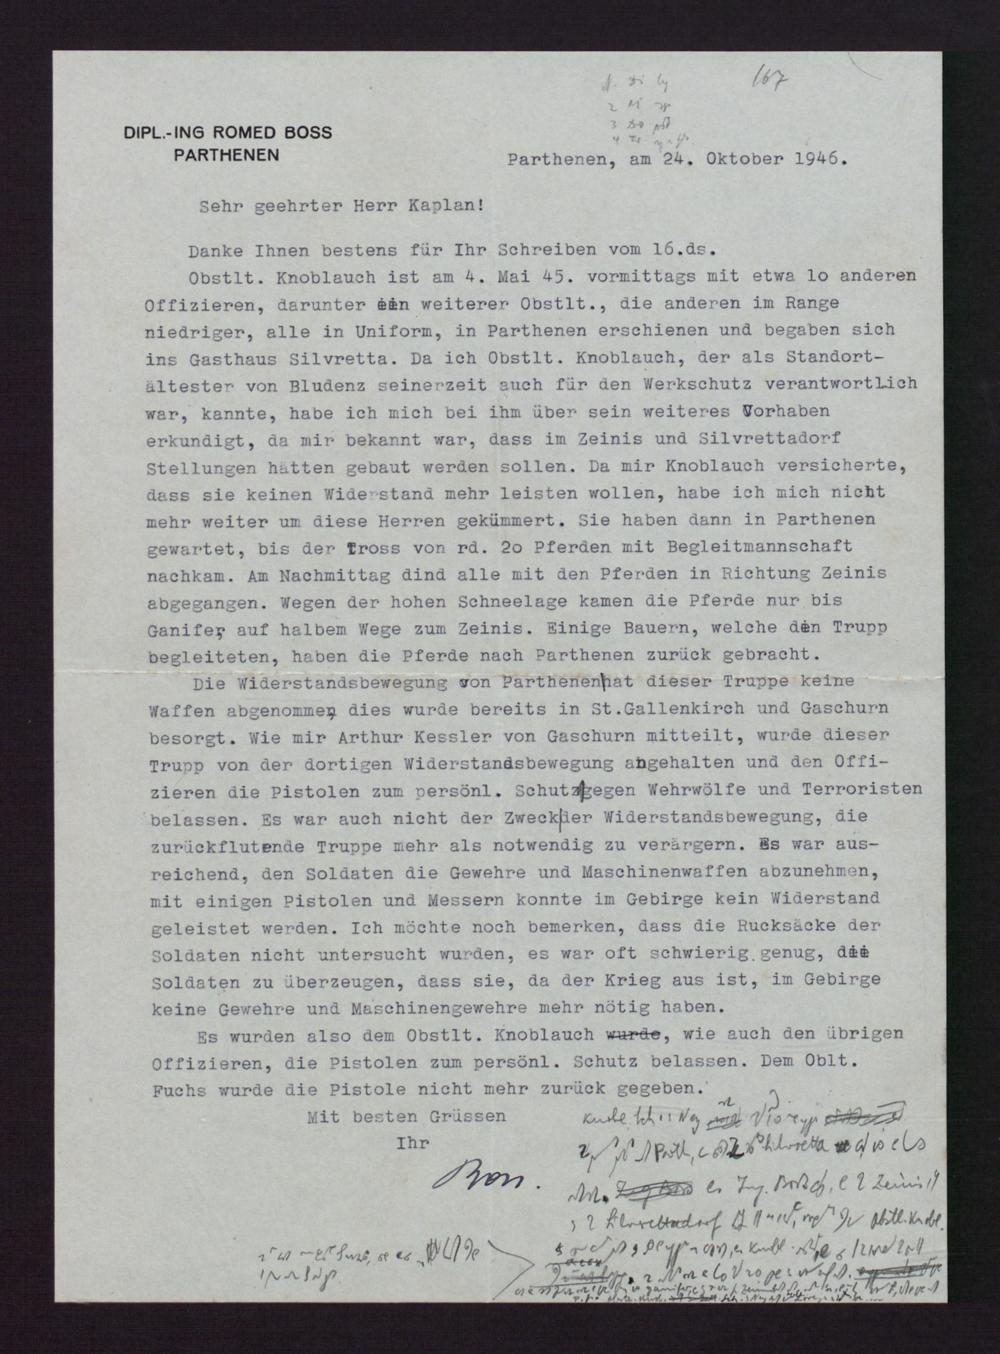 167
DIPL.-ING ROMED BOSS
PARTHENEN
Parthenen, am 24. Oktober 1946.
Sehr geehrter Herr Kaplan!
Danke Ihnen bestens für Ihr Schreiben vom 16.ds.
Obstlt. Knoblauch ist am 4. Mai 45. vormittags mit etwa lo anderen
Offizieren, darunter ein weiterer Obstlt., die anderen im Range
niedriger, alle in Uniform, in Parthenen erschienen und begaben sich
ins Gasthaus Silvretta. Da ich Obstlt. Knoblauch, der als Standort-
ältester von Bludenz seinerzeit auch für den Werkschutz verantwortlich
war, kannte, habe ich mich bei ihm über sein weiteres Vorhaben
erkundigt, da mir bekannt war, dass im Zeinis und Silvrettadorf
Stellungen hätten gebaut werden sollen. Da mir Knoblauch versicherte,
dass sie keinen Widerstand mehr leisten wollen, habe ich mich nicht
mehr weiter um diese Herren gekümmert. Sie haben dann in Parthenen
gewartet, bis der Tross von rd. 2o Pferden mit Begleitmannschaft
nachkam. Am Nachmittag dind alle mit den Pferden in Richtung Zeinis
abgegangen. Wegen der hohen Schneelage kamen die Pferde nur bis
Ganifer auf halbem Wege zum Zeinis. Einige Bauern, welche den Trupp
begleiteten, haben die Pferde nach Parthenen zurück gebracht.
Die Widerstandsbewegung von Parthenen|hat dieser Truppe keine
Waffen abgenommen dies wurde bereits in St.Gallenkirch und Gaschurn
besorgt. Wie mir Arthur Kessler von Gaschurn mitteilt, wurde dieser
Trupp von der dortigen Widerstandsbewegung angehalten und den Offi-
zieren die Pistolen zum persönl. Schutz gegen Wehrwölfe und Terroristen
belassen. Es war auch nicht der Zweck|der Widerstandsbewegung, die
zurückflutende Truppe mehr als notwendig zu verärgern. Es war aus-
reichend, den Soldaten die Gewehre und Maschinenwaffen abzunehmen,
mit einigen Pistolen und Messern konnte im Gebirge kein Widerstand
geleistet werden. Ich möchte noch bemerken, dass die Rucksäcke der
Soldaten nicht untersucht wurden, es war oft schwierig genug, die
Soldaten zu überzeugen, dass sie, da der Krieg aus ist, im Gebirge
keine Gewehre und Maschinengewehre mehr nötig haben.
Es wurden also dem Obstlt. Knoblauch wurde, wie auch den übrigen
Offizieren, die Pistolen zum persönl. Schutz belassen. Dem Oblt.
Fuchs wurde die Pistole nicht mehr zurück gegeben.
Mit besten Grüssen
Ihr
Boss.
Silvretta
Ing.
Zeinis
Silvrettadorf Obstlt. Knobl.